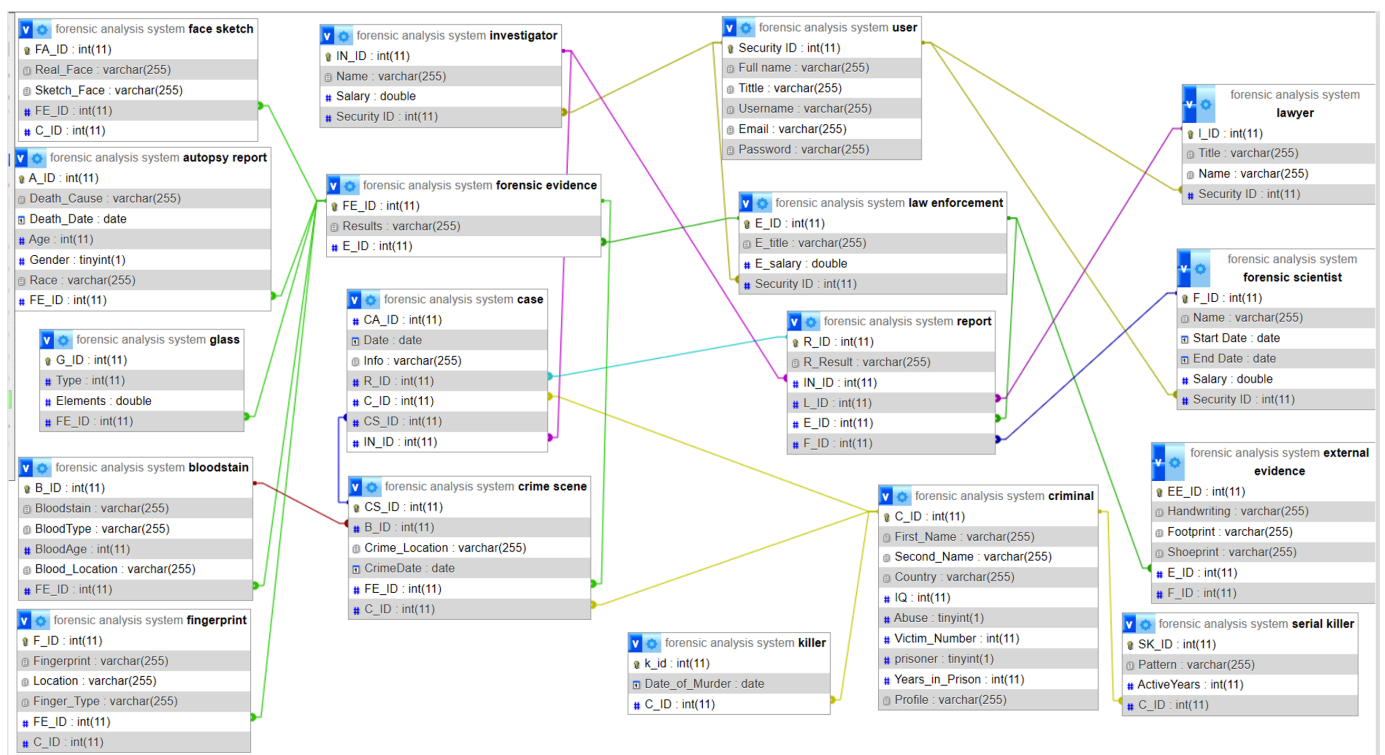 forensic analysis system face sketch
FA_ID : int(11)
Real_Face : varchar(255)
Sketch_Face : varchar(255)
FE_ID : int(11)
C_ID : int(11)
forensic analysis system autopsy report
A_ID : int(11)
Death_Cause : varchar(255)
Death_Date : date
Age : int(11)
Gender : tinyint(1)
Race : varchar(255)
FE_ID : int(11)
forensic analysis system glass
G_ID : int(11)
Type : int(11)
Elements : double
FE_ID : int(11)
forensic analysis system bloodstain
B_ID : int(11)
Bloodstain : varchar(255)
BloodType : varchar(255)
BloodAge : int(11)
Blood_Location : varchar(255)
FE_ID : int(11)
forensic analysis system fingerprint
F_ID : int(11)
Fingerprint : varchar(255)
Location : varchar(255)
Finger_Type : varchar(255)
FE_ID : int(11)
C_ID : int(11)
forensic analysis system investigator
IN_ID : int(11)
Name : varchar(255)
Salary : double
Security ID : int(11)
forensic analysis system forensic evidence
FE_ID : int(11)
Results : varchar(255)
E_ID : int(11)
forensic analysis system case
CA_ID : int(11)
Date : date
Info : varchar(255)
R_ID : int(11)
C_ID : int(11)
CS_ID : int(11)
IN_ID : int(11)
forensic analysis system crime scene
CS_ID : int(11)
B_ID : int(11)
Crime_Location : varchar(255)
CrimeDate : date
FE_ID : int(11)
C_ID : int(11)
forensic analysis system killer
k_id : int(11)
Date_of_Murder : date
C_ID : int(11)
forensic analysis system user
Security ID : int(11)
Full name : varchar(255)
Tittle : varchar(255)
Username : varchar(255)
Email : varchar(255)
Password : varchar(255)
forensic analysis system law enforcement
E_ID : int(11)
E_title : varchar(255)
E_salary : double
Security ID : int(11)
forensic analysis system report
R_ID : int(11)
R_Result : varchar(255)
IN_ID : int(11)
L_ID : int(11)
E_ID : int(11)
F_ID : int(11)
forensic analysis system criminal
C_ID : int(11)
First_Name : varchar(255)
Second_Name : varchar(255)
Country : varchar(255)
IQ : int(11)
Abuse : tinyint(1)
Victim_Number : int(11)
prisoner : tinyint(1)
Years_in_Prison : int(11)
Profile : varchar(255)
forensic analysis system
lawyer
l_ID : int(11)
Title : varchar(255)
Name : varchar(255)
Security ID : int(11)
forensic analysis system
forensic scientist
F_ID : int(11)
Name : varchar(255)
Start Date : date
End Date : date
Salary : double
Security ID : int(11)
forensic analysis system external
evidence
EE_ID : int(11)
Handwriting : varchar(255)
Footprint : varchar(255)
Shoeprint : varchar(255)
E_ID : int(11)
F_ID : int(11)
forensic analysis system serial killer
SK_ID : int(11)
Pattern : varchar(255)
ActiveYears : int(11)
C_ID : int(11)